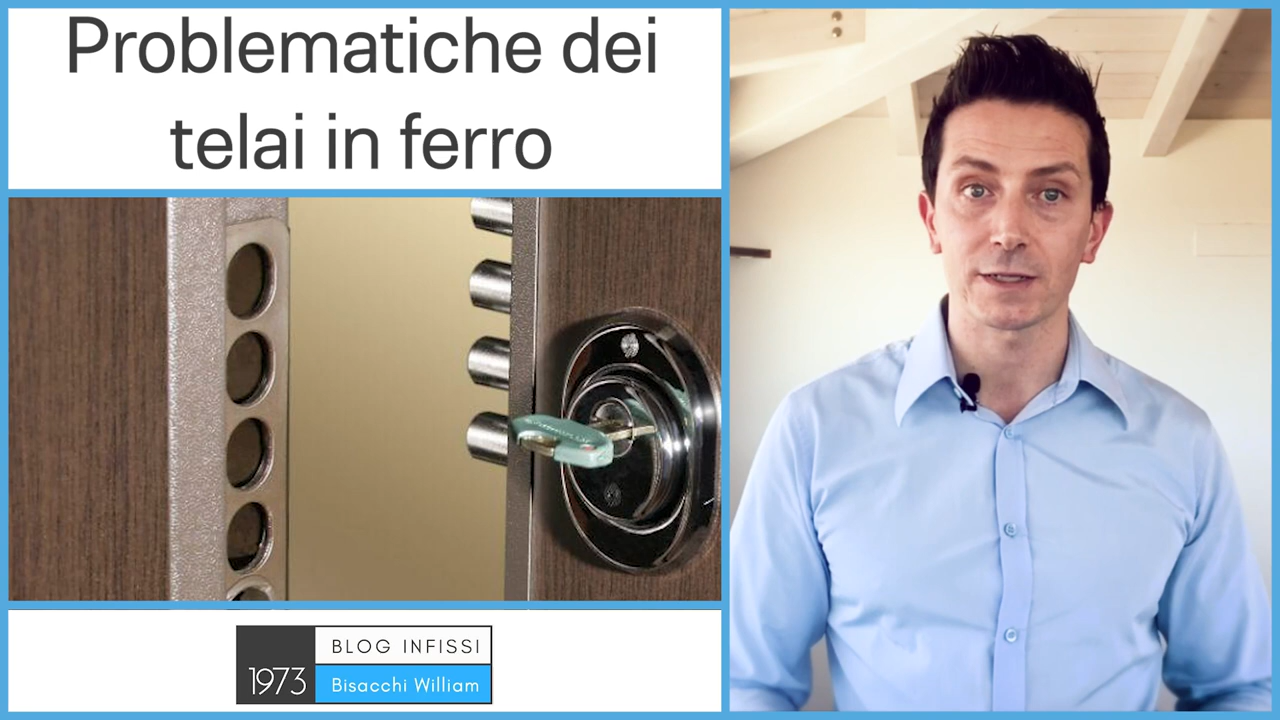 Problematiche dei
telai in ferro
1973
BLOG INFISSI
Bisacchi William